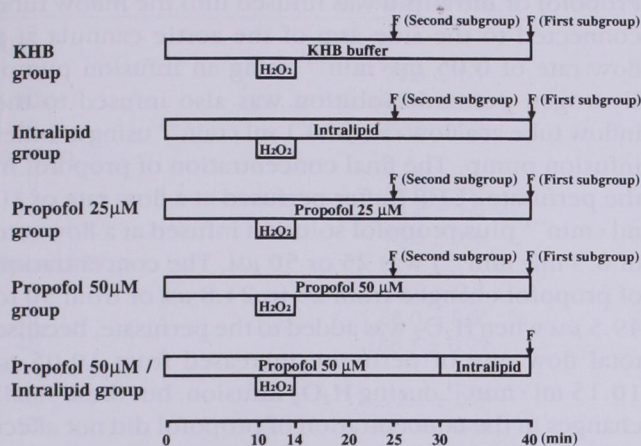 F (Second subgroup) F (First subgroup)
KHB
group
KHB buffer
H₂O₂
F (Second subgroup) F (First subgroup)
Intralipid
group
Intralipid
H₂O₂
F (Second subgroup) F (First subgroup)
Propofol 25µM
group
Propofol 25 µM
H₂O₂
F (Second subgroup) F (First subgroup)
Propofol 50µM
group
Propofol 50 µM
H₂O₂
F
Propofol 50µM /
Intralipid group
Propofol 50 µM Intralipid
H₂O₂
0 10 14 25 40 (min)